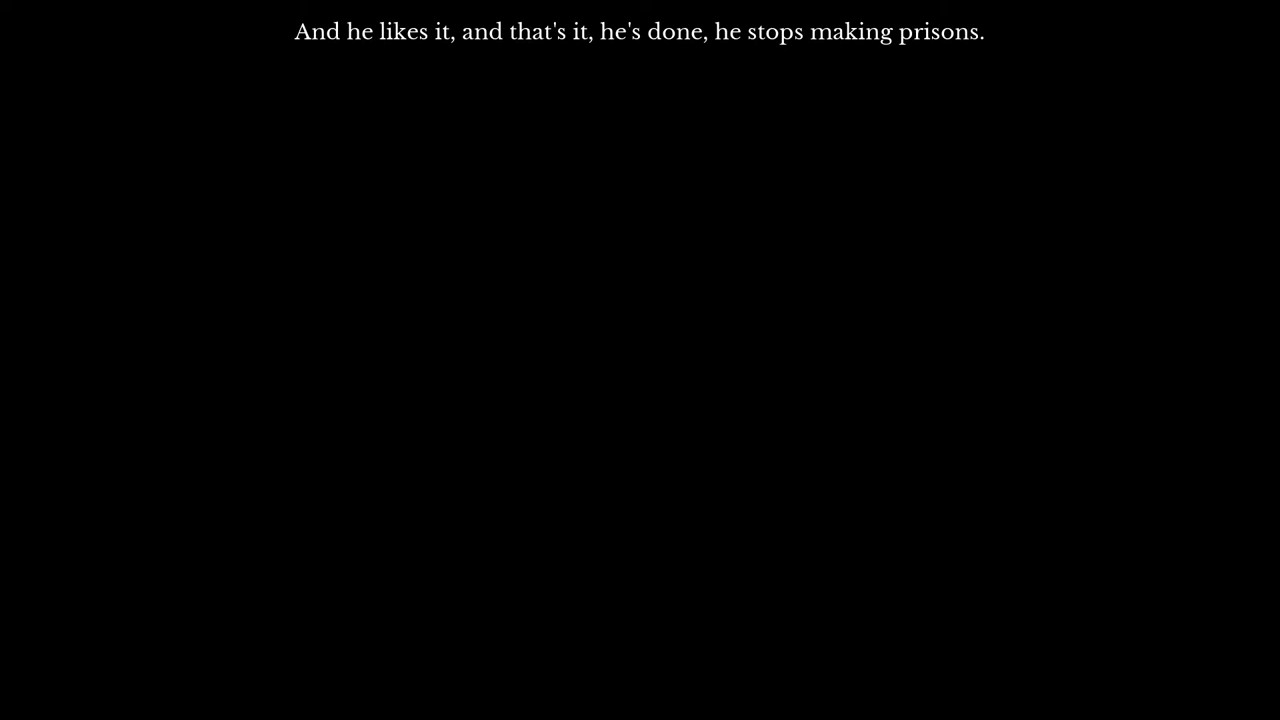 And he likes it, and that's it, he's done, he stops making prisons.